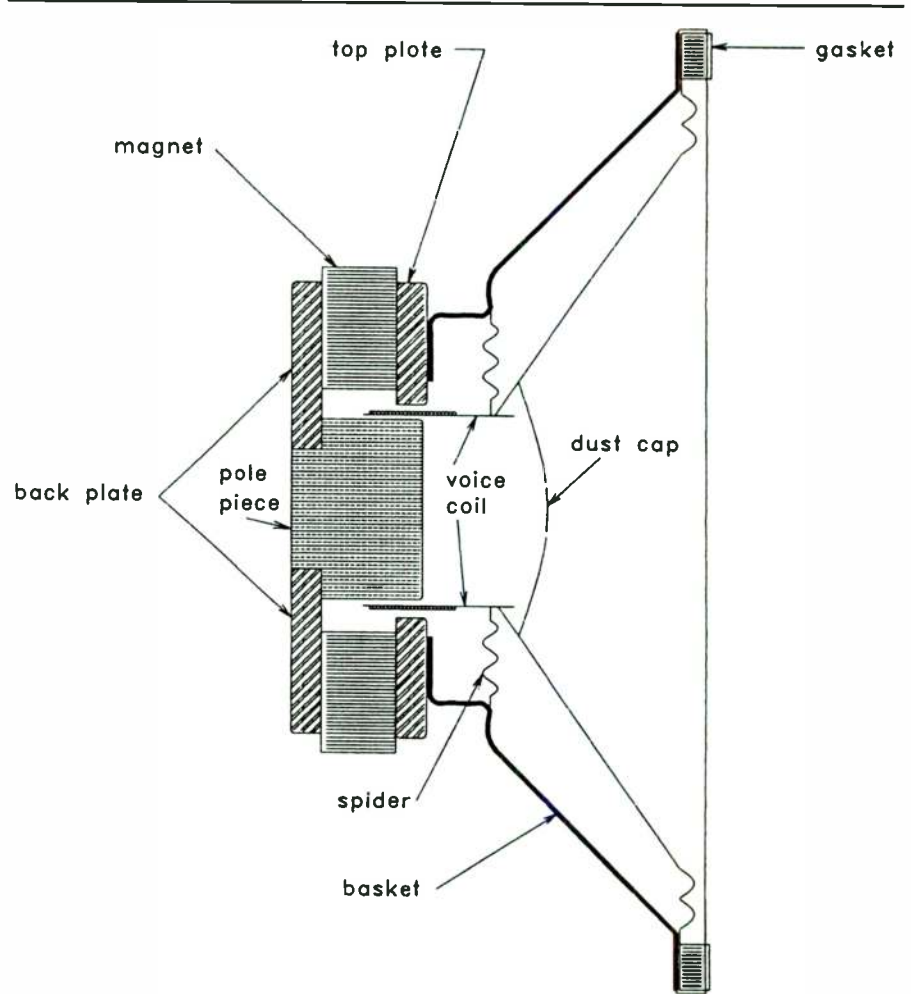 top plote
gasket
magnet
dust cap
pole
piece
voice
coil
back plate
spider
basket